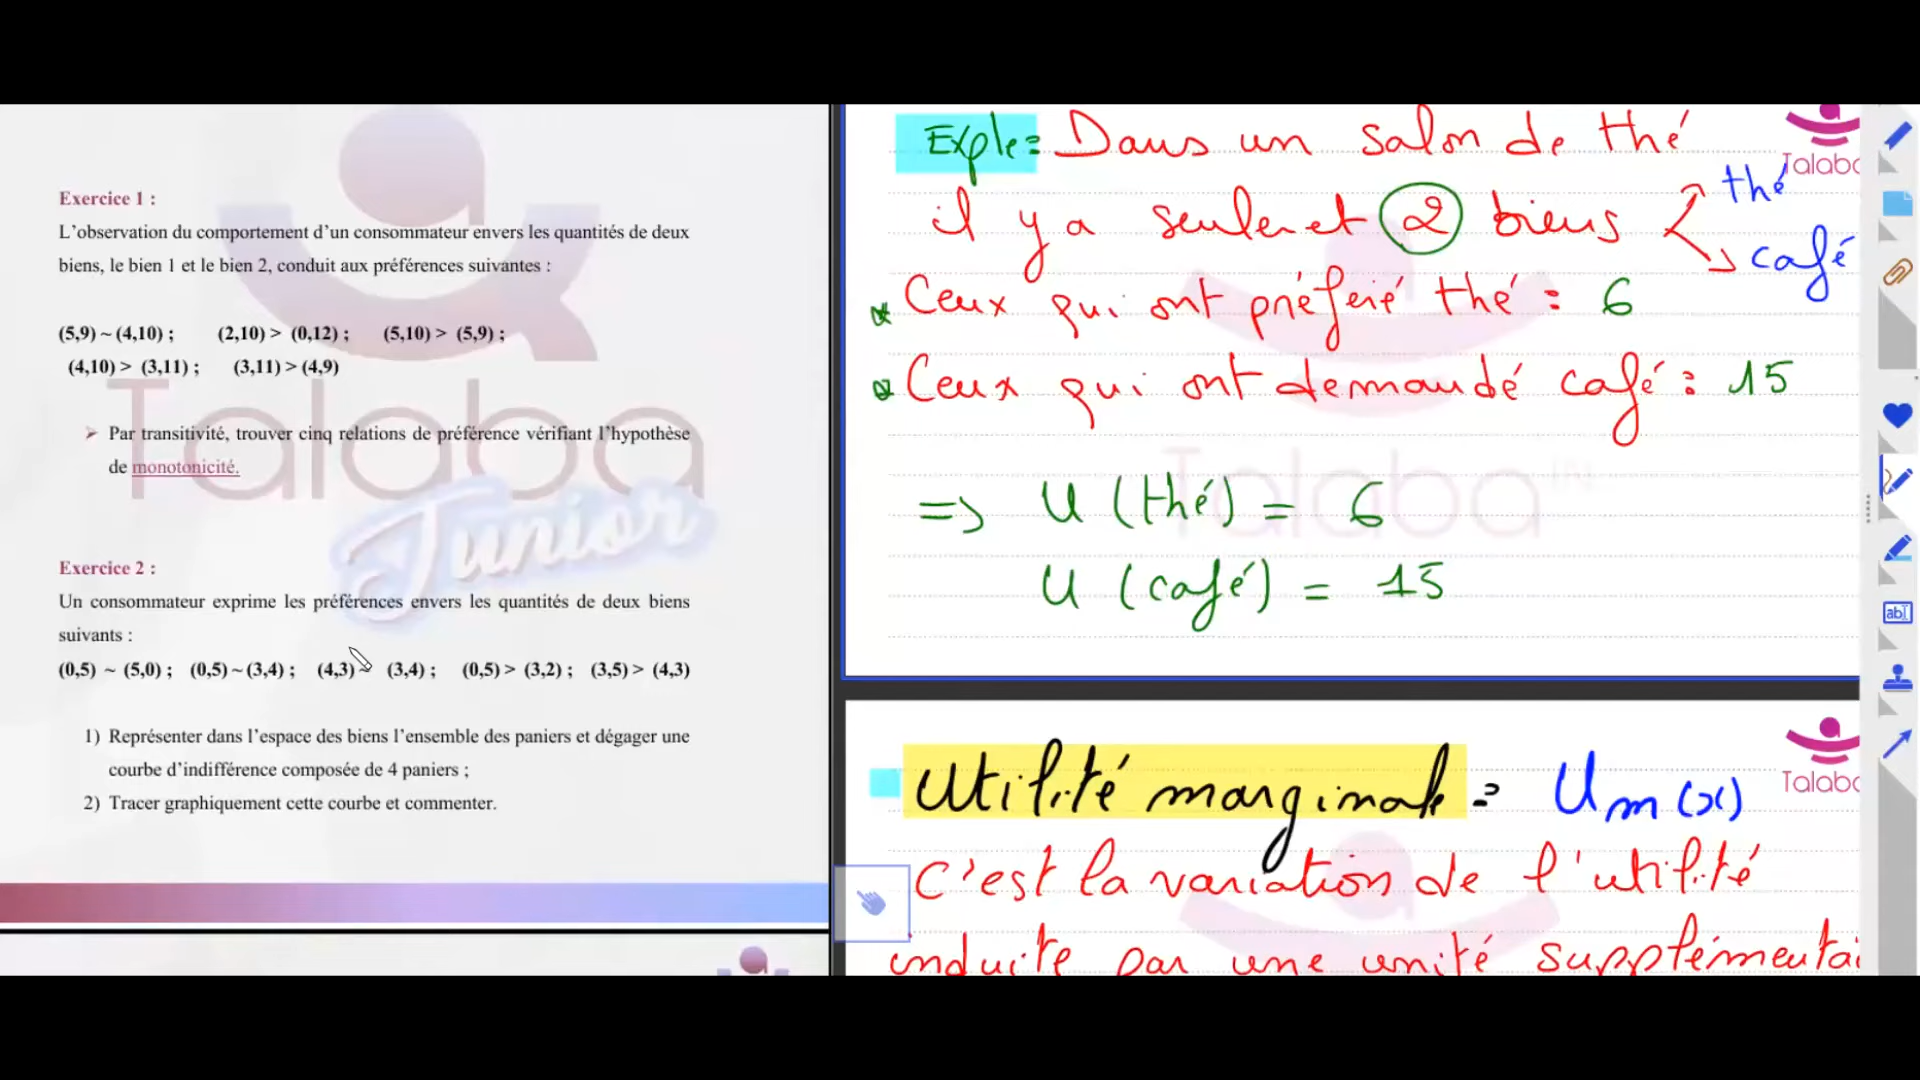 Exercice 1 :
L’observation du comportement d’un consommateur envers les quantités de deux
biens, le bien 1 et le bien 2, conduit aux préférences suivantes :
(5,9) ~ (4,10) ; (2,10) > (0,12) ; (5,10) > (5,9) ;
(4,10) > (3,11) ; (3,11) > (4,9)
➢ Par transitivité, trouver cinq relations de préférence vérifiant l’hypothèse
de monotonicité.
Talaba
Junior
Exercice 2 :
Un consommateur exprime les préférences envers les quantités de deux biens
suivants :
(0,5) ~ (5,0) ; (0,5) ~ (3,4) ; (4,3) ~ (3,4) ; (0,5) > (3,2) ; (3,5) > (4,3)
1) Représenter dans l’espace des biens l’ensemble des paniers et dégager une
courbe d’indifférence composée de 4 paniers ;
2) Tracer graphiquement cette courbe et commenter.
Exple : Dans un salon de thé
il y a seulemet 2 biens thé
café
Ceux qui ont préféré thé : 6
Ceux qui ont demandé café : 15
=> U (thé) = 6
U (café) = 15
Talaba
Utilité marginale : Um(x)
Talaba
c'est la variation de l'utilité
induite par une unité supplémentai
Talaba
abI